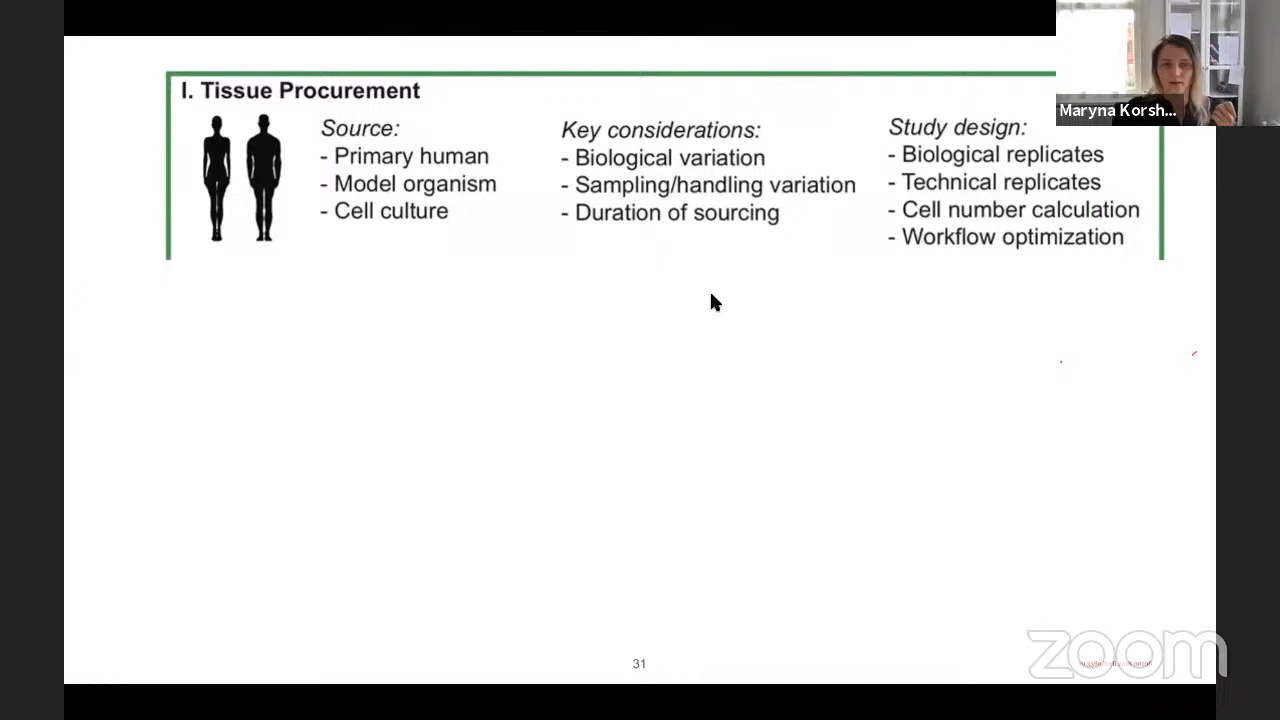 I. Tissue Procurement
Source:
- Primary human
- Model organism
- Cell culture
Key considerations:
- Biological variation
- Sampling/handling variation
- Duration of sourcing
Study design:
- Biological replicates
- Technical replicates
- Cell number calculation
- Workflow optimization
Maryna Korsh...
31
zoom